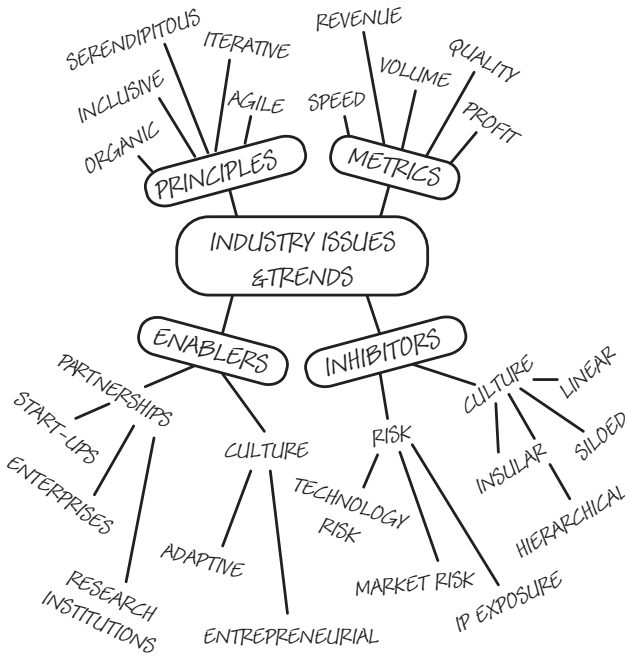 SERENDIPITOUS
ITERATIVE
INCLUSIVE
AGILE
ORGANIC
PRINCIPLES
REVENUE
QUALITY
VOLUME
SPEED
PROFIT
METRICS
INDUSTRY ISSUES
&TRENDS
ENABLERS
PARTNERSHIPS
START-UPS
ENTERPRISES
RESEARCH
INSTITUTIONS
CULTURE
ADAPTIVE
ENTREPRENEURIAL
INHIBITORS
RISK
TECHNOLOGY
RISK
MARKET RISK
IP EXPOSURE
CULTURE
LINEAR
SILOED
INSULAR
HIERARCHICAL